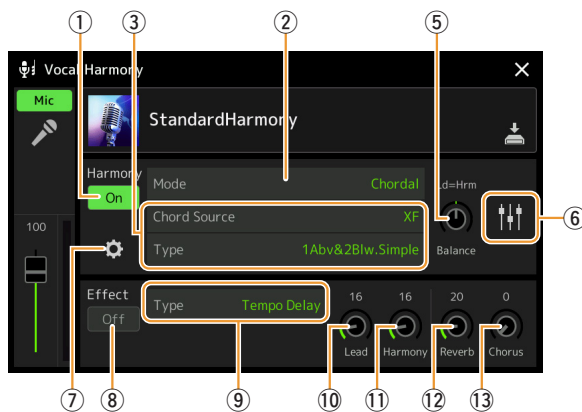 ① ③ ② ⑤
Vocal Harmony
Mic
StandardHarmony
Harmony
On
Mode Chordal
Ld=Hrm
Chord Source XF
⑥
100
Type 1Abv&2Blw.Simple
Balance
Effect
Off
Type Tempo Delay
16 16 20 0
Lead Harmony Reverb Chorus
⑦ ⑧ ⑨ ⑩ ⑪ ⑫ ⑬